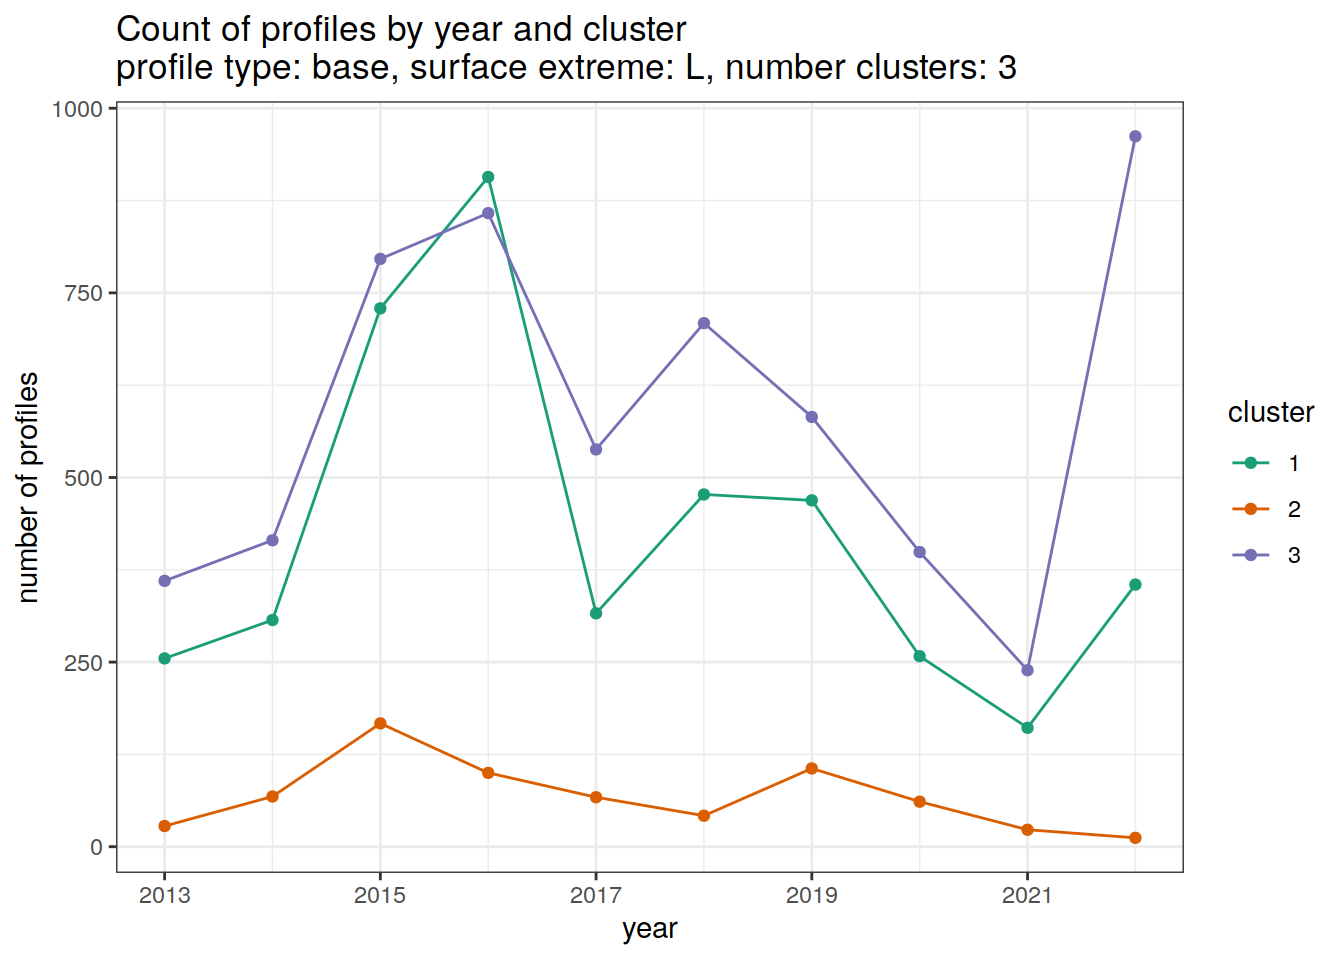 Count of profiles by year and cluster
profile type: base, surface extreme: L, number clusters: 3
1000
750
500
250
0
number of profiles
2013
2015
2017
2019
2021
year
cluster
1
2
3